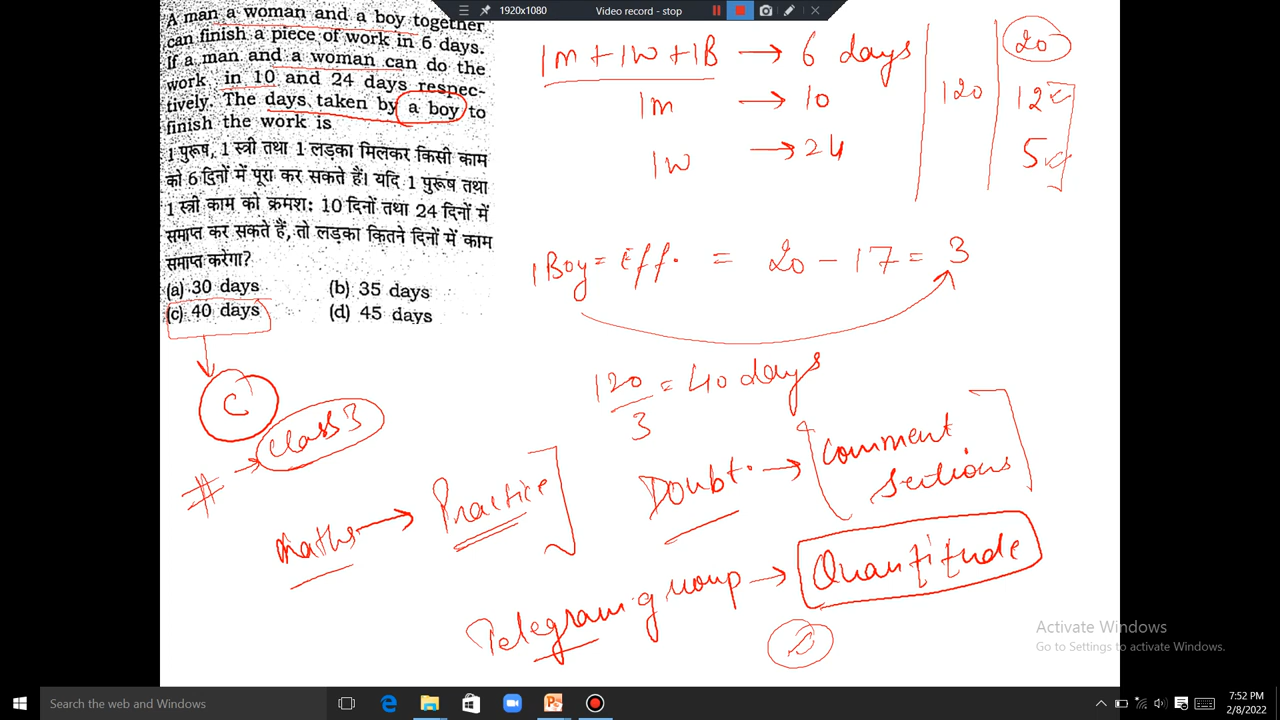 1920x1080 Video record - stop
A man a woman and a boy together
can finish a piece of work in 6 days.
If a man and a woman can do the
work in 10 and 24 days respec-
tively. The days taken by a boy to
finish the work is
1 पुरूष, 1 स्त्री तथा 1 लड़का मिलकर किसी काम
को 6 दिनों में पूरा कर सकते हैं। यदि 1 पुरूष तथा
1 स्त्री काम को क्रमश: 10 दिनों तथा 24 दिनों में
समाप्त कर सकते हैं, तो लड़का कितने दिनों में काम
समाप्त करेगा?
(a) 30 days (b) 35 days
(c) 40 days (d) 45 days
C
# → class 3
Maths → Practice
1M + 1W + 1B → 6 days 20
1M → 10 120 12
1W → 24 5
1 Boy = Eff. = 20 - 17 = 3
120/3 = 40 days
Doubt → Comment
Sections
Telegram group → Quantitude
Activate Windows
Go to Settings to activate Windows.
Search the web and Windows
7:52 PM
2/8/2022